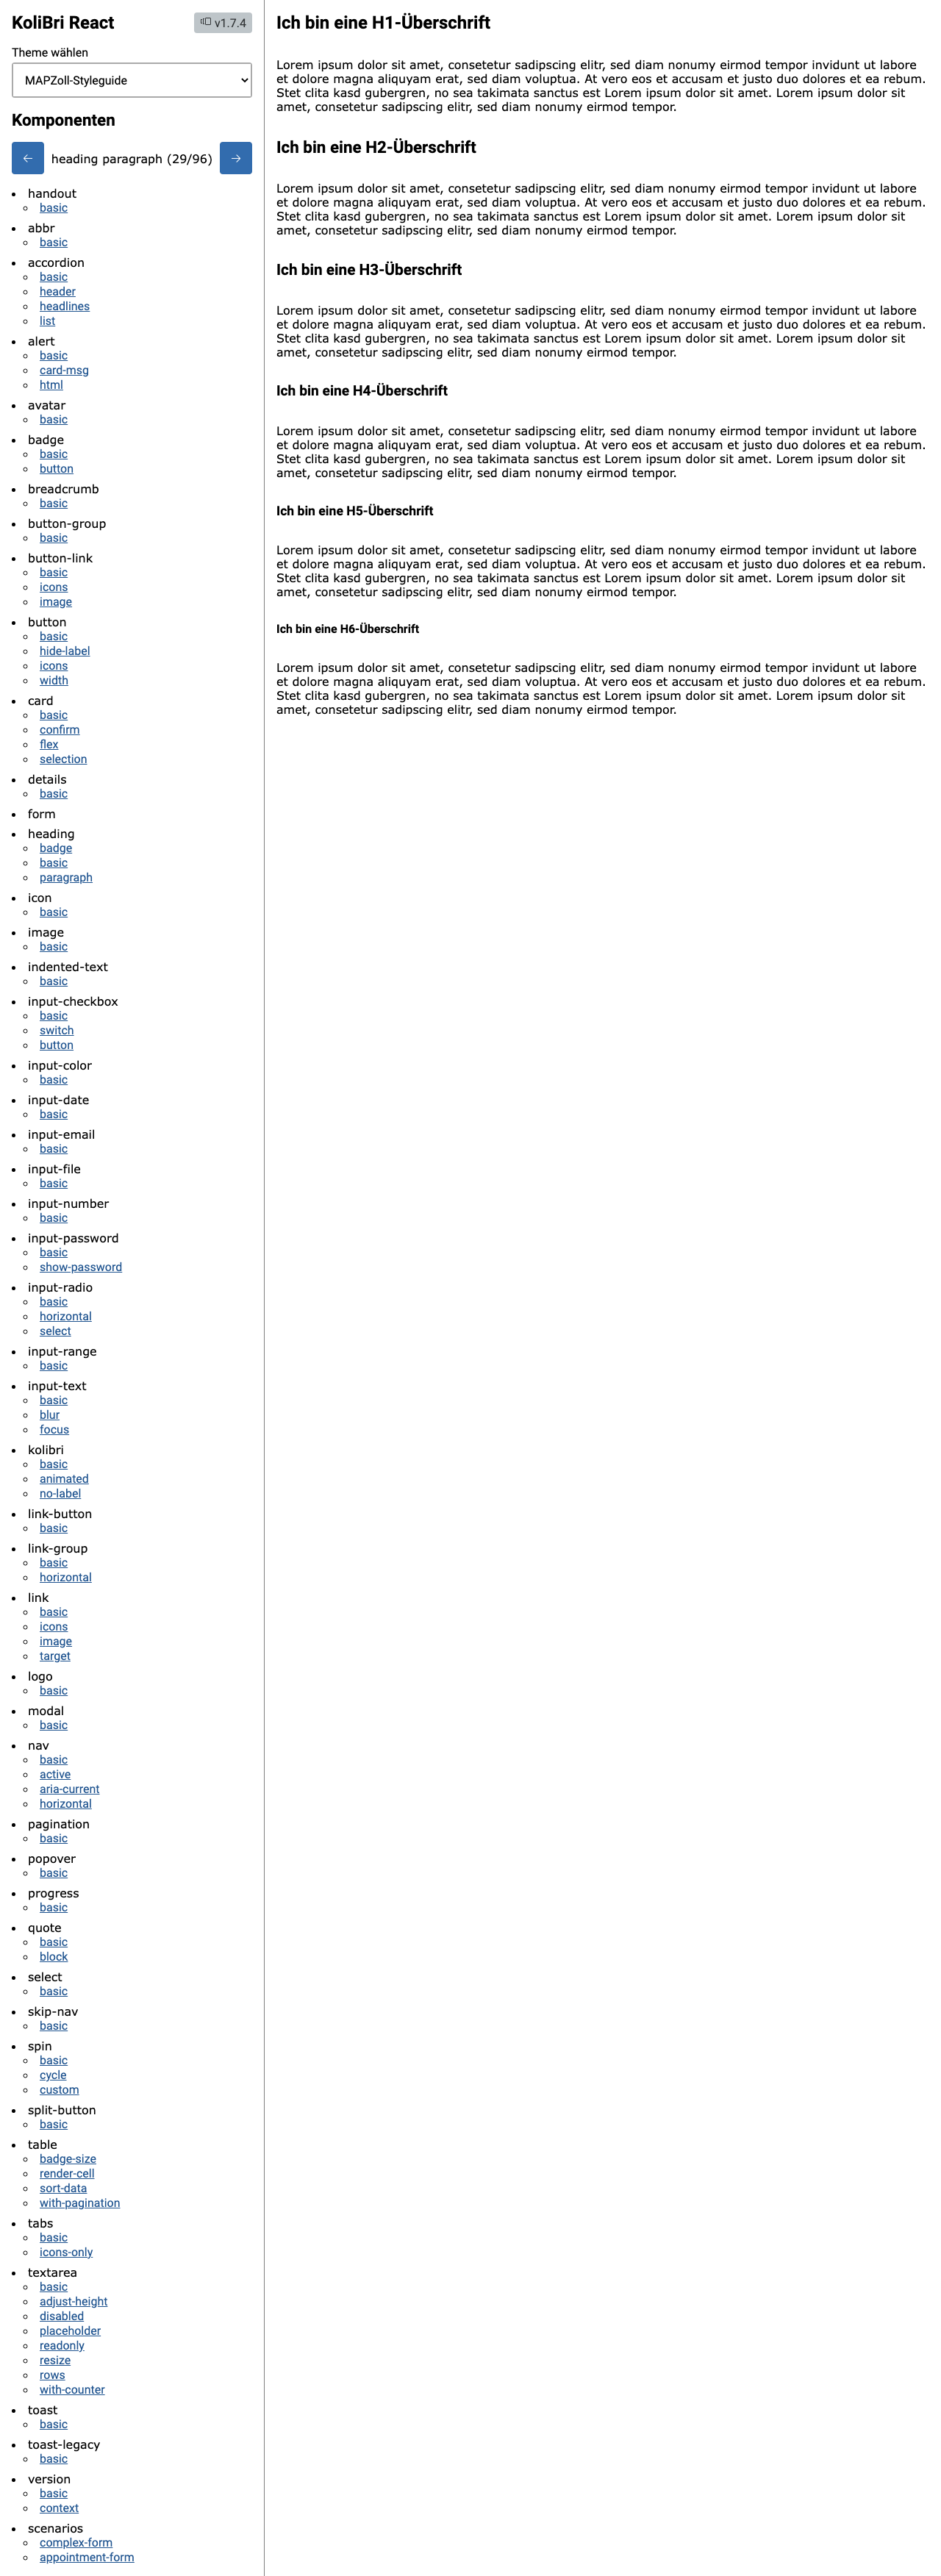 KoliBri React
v1.7.4
Theme wählen
MAPZoll-Styleguide
Komponenten
← heading paragraph (29/96) →
handout
basic
abbr
basic
accordion
basic
header
headlines
list
alert
basic
card-msg
html
avatar
basic
badge
basic
button
breadcrumb
basic
button-group
basic
button-link
basic
icons
image
button
basic
hide-label
icons
width
card
basic
confirm
flex
selection
details
basic
form
heading
badge
basic
paragraph
icon
basic
image
basic
indented-text
basic
input-checkbox
basic
switch
button
input-color
basic
input-date
basic
input-email
basic
input-file
basic
input-number
basic
input-password
basic
show-password
input-radio
basic
horizontal
select
input-range
basic
input-text
basic
blur
focus
kolibri
basic
animated
no-label
link-button
basic
link-group
basic
horizontal
link
basic
icons
image
target
logo
basic
modal
basic
nav
basic
active
aria-current
horizontal
pagination
basic
popover
basic
progress
basic
quote
basic
block
select
basic
skip-nav
basic
spin
basic
cycle
custom
split-button
basic
table
badge-size
render-cell
sort-data
with-pagination
tabs
basic
icons-only
textarea
basic
adjust-height
disabled
placeholder
readonly
resize
rows
with-counter
toast
basic
toast-legacy
basic
version
basic
context
scenarios
complex-form
appointment-form
Ich bin eine H1-Überschrift
Lorem ipsum dolor sit amet, consetetur sadipscing elitr, sed diam nonumy eirmod tempor invidunt ut labore
et dolore magna aliquyam erat, sed diam voluptua. At vero eos et accusam et justo duo dolores et ea rebum.
Stet clita kasd gubergren, no sea takimata sanctus est Lorem ipsum dolor sit amet. Lorem ipsum dolor sit
amet, consetetur sadipscing elitr, sed diam nonumy eirmod tempor.
Ich bin eine H2-Überschrift
Lorem ipsum dolor sit amet, consetetur sadipscing elitr, sed diam nonumy eirmod tempor invidunt ut labore
et dolore magna aliquyam erat, sed diam voluptua. At vero eos et accusam et justo duo dolores et ea rebum.
Stet clita kasd gubergren, no sea takimata sanctus est Lorem ipsum dolor sit amet. Lorem ipsum dolor sit
amet, consetetur sadipscing elitr, sed diam nonumy eirmod tempor.
Ich bin eine H3-Überschrift
Lorem ipsum dolor sit amet, consetetur sadipscing elitr, sed diam nonumy eirmod tempor invidunt ut labore
et dolore magna aliquyam erat, sed diam voluptua. At vero eos et accusam et justo duo dolores et ea rebum.
Stet clita kasd gubergren, no sea takimata sanctus est Lorem ipsum dolor sit amet. Lorem ipsum dolor sit
amet, consetetur sadipscing elitr, sed diam nonumy eirmod tempor.
Ich bin eine H4-Überschrift
Lorem ipsum dolor sit amet, consetetur sadipscing elitr, sed diam nonumy eirmod tempor invidunt ut labore
et dolore magna aliquyam erat, sed diam voluptua. At vero eos et accusam et justo duo dolores et ea rebum.
Stet clita kasd gubergren, no sea takimata sanctus est Lorem ipsum dolor sit amet. Lorem ipsum dolor sit
amet, consetetur sadipscing elitr, sed diam nonumy eirmod tempor.
Ich bin eine H5-Überschrift
Lorem ipsum dolor sit amet, consetetur sadipscing elitr, sed diam nonumy eirmod tempor invidunt ut labore
et dolore magna aliquyam erat, sed diam voluptua. At vero eos et accusam et justo duo dolores et ea rebum.
Stet clita kasd gubergren, no sea takimata sanctus est Lorem ipsum dolor sit amet. Lorem ipsum dolor sit
amet, consetetur sadipscing elitr, sed diam nonumy eirmod tempor.
Ich bin eine H6-Überschrift
Lorem ipsum dolor sit amet, consetetur sadipscing elitr, sed diam nonumy eirmod tempor invidunt ut labore
et dolore magna aliquyam erat, sed diam voluptua. At vero eos et accusam et justo duo dolores et ea rebum.
Stet clita kasd gubergren, no sea takimata sanctus est Lorem ipsum dolor sit amet. Lorem ipsum dolor sit
amet, consetetur sadipscing elitr, sed diam nonumy eirmod tempor.